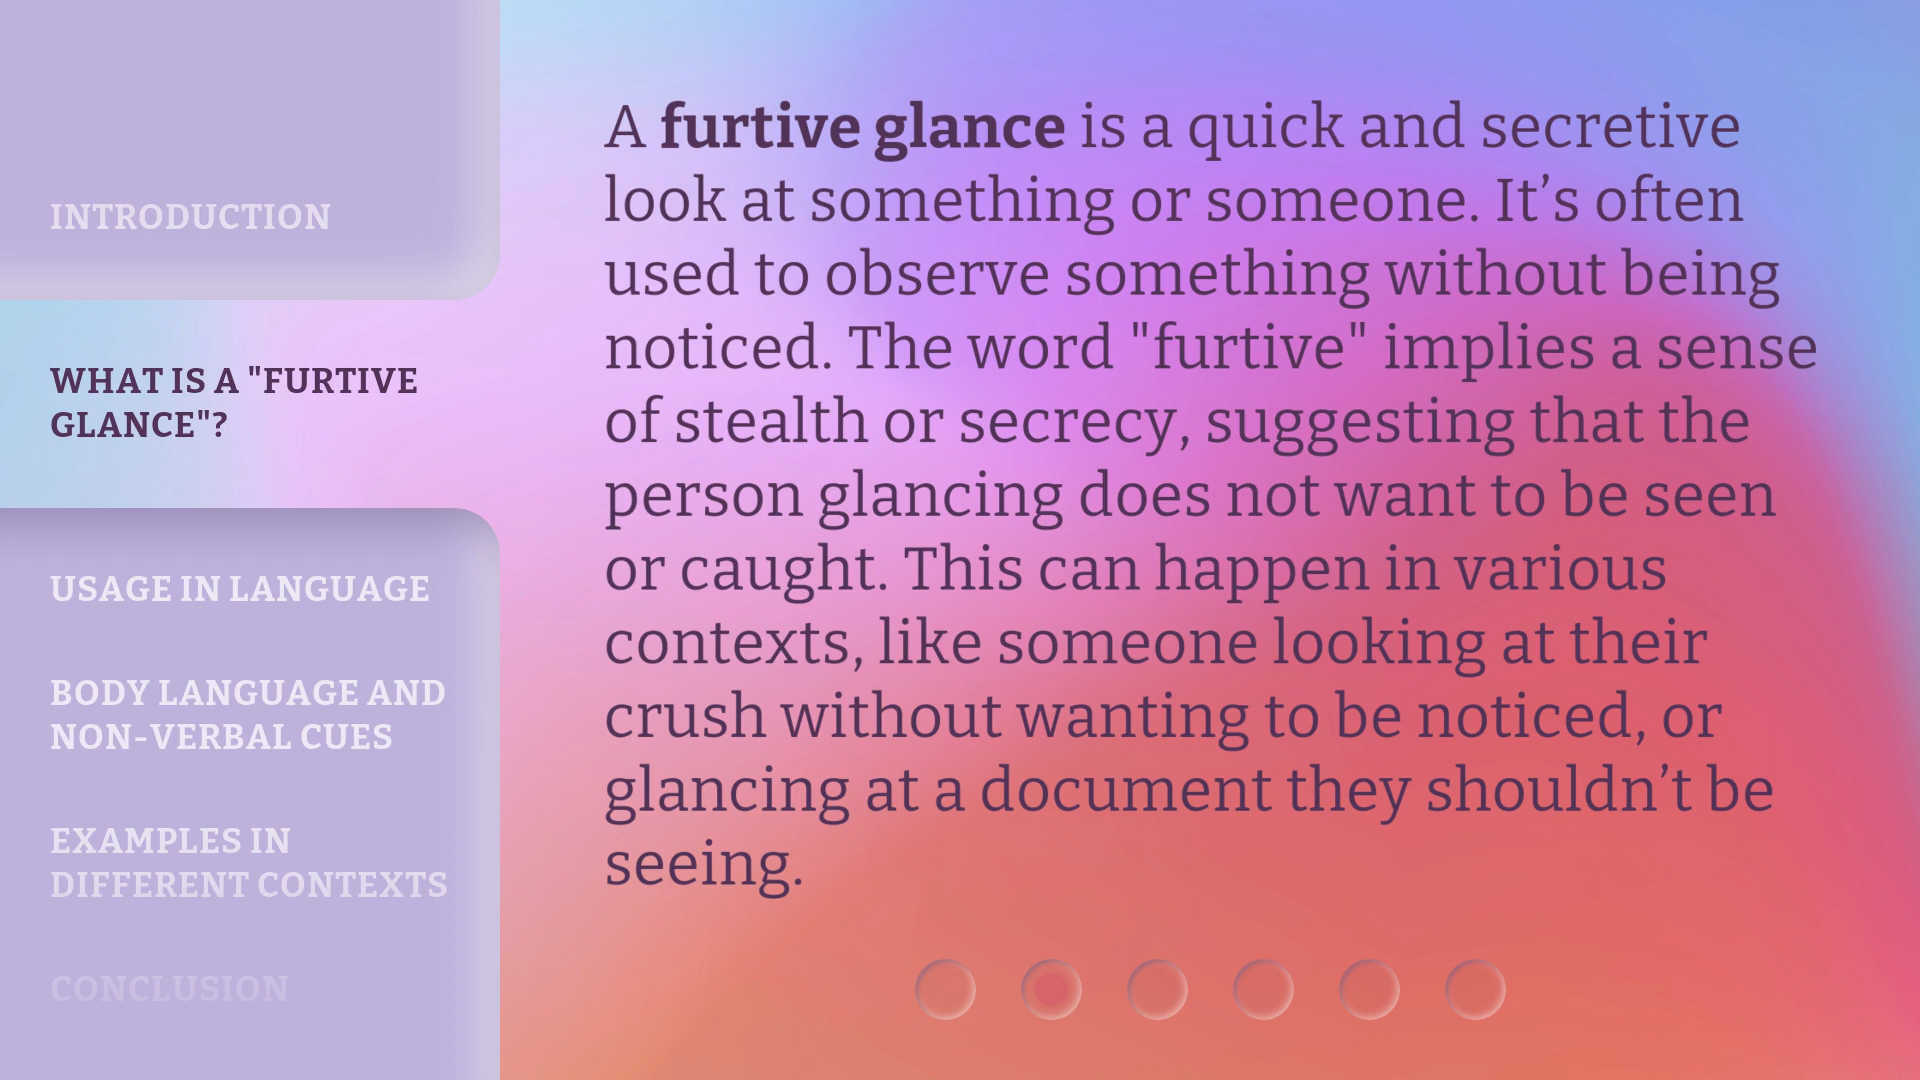 INTRODUCTION
WHAT IS A "FURTIVE
GLANCE"?
USAGE IN LANGUAGE
BODY LANGUAGE AND
NON-VERBAL CUES
EXAMPLES IN
DIFFERENT CONTEXTS
CONCLUSION
A furtive glance is a quick and secretive
look at something or someone. It’s often
used to observe something without being
noticed. The word "furtive" implies a sense
of stealth or secrecy, suggesting that the
person glancing does not want to be seen
or caught. This can happen in various
contexts, like someone looking at their
crush without wanting to be noticed, or
glancing at a document they shouldn’t be
seeing.